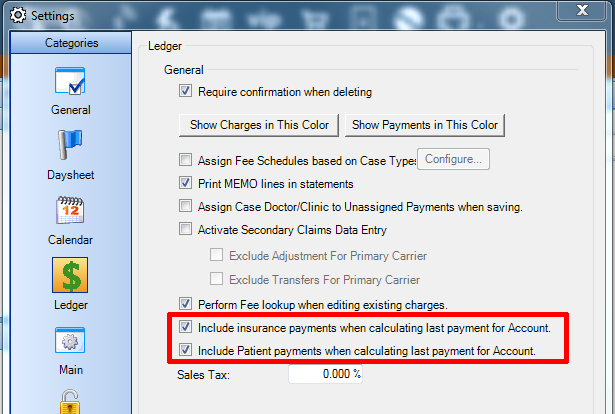 Settings
Categories
General
Daysheet
Calendar
Ledger
Main
Ledger
General
Require confirmation when deleting
Show Charges in This Color
Show Payments in This Color
Assign Fee Schedules based on Case Types
Configure...
Print MEMO lines in statements
Assign Case Doctor/Clinic to Unassigned Payments when saving.
Activate Secondary Claims Data Entry
Exclude Adjustment For Primary Carrier
Exclude Transfers For Primary Carrier
Perform Fee lookup when editing existing charges.
Include insurance payments when calculating last payment for Account.
Include Patient payments when calculating last payment for Account.
Sales Tax: 0.000 %